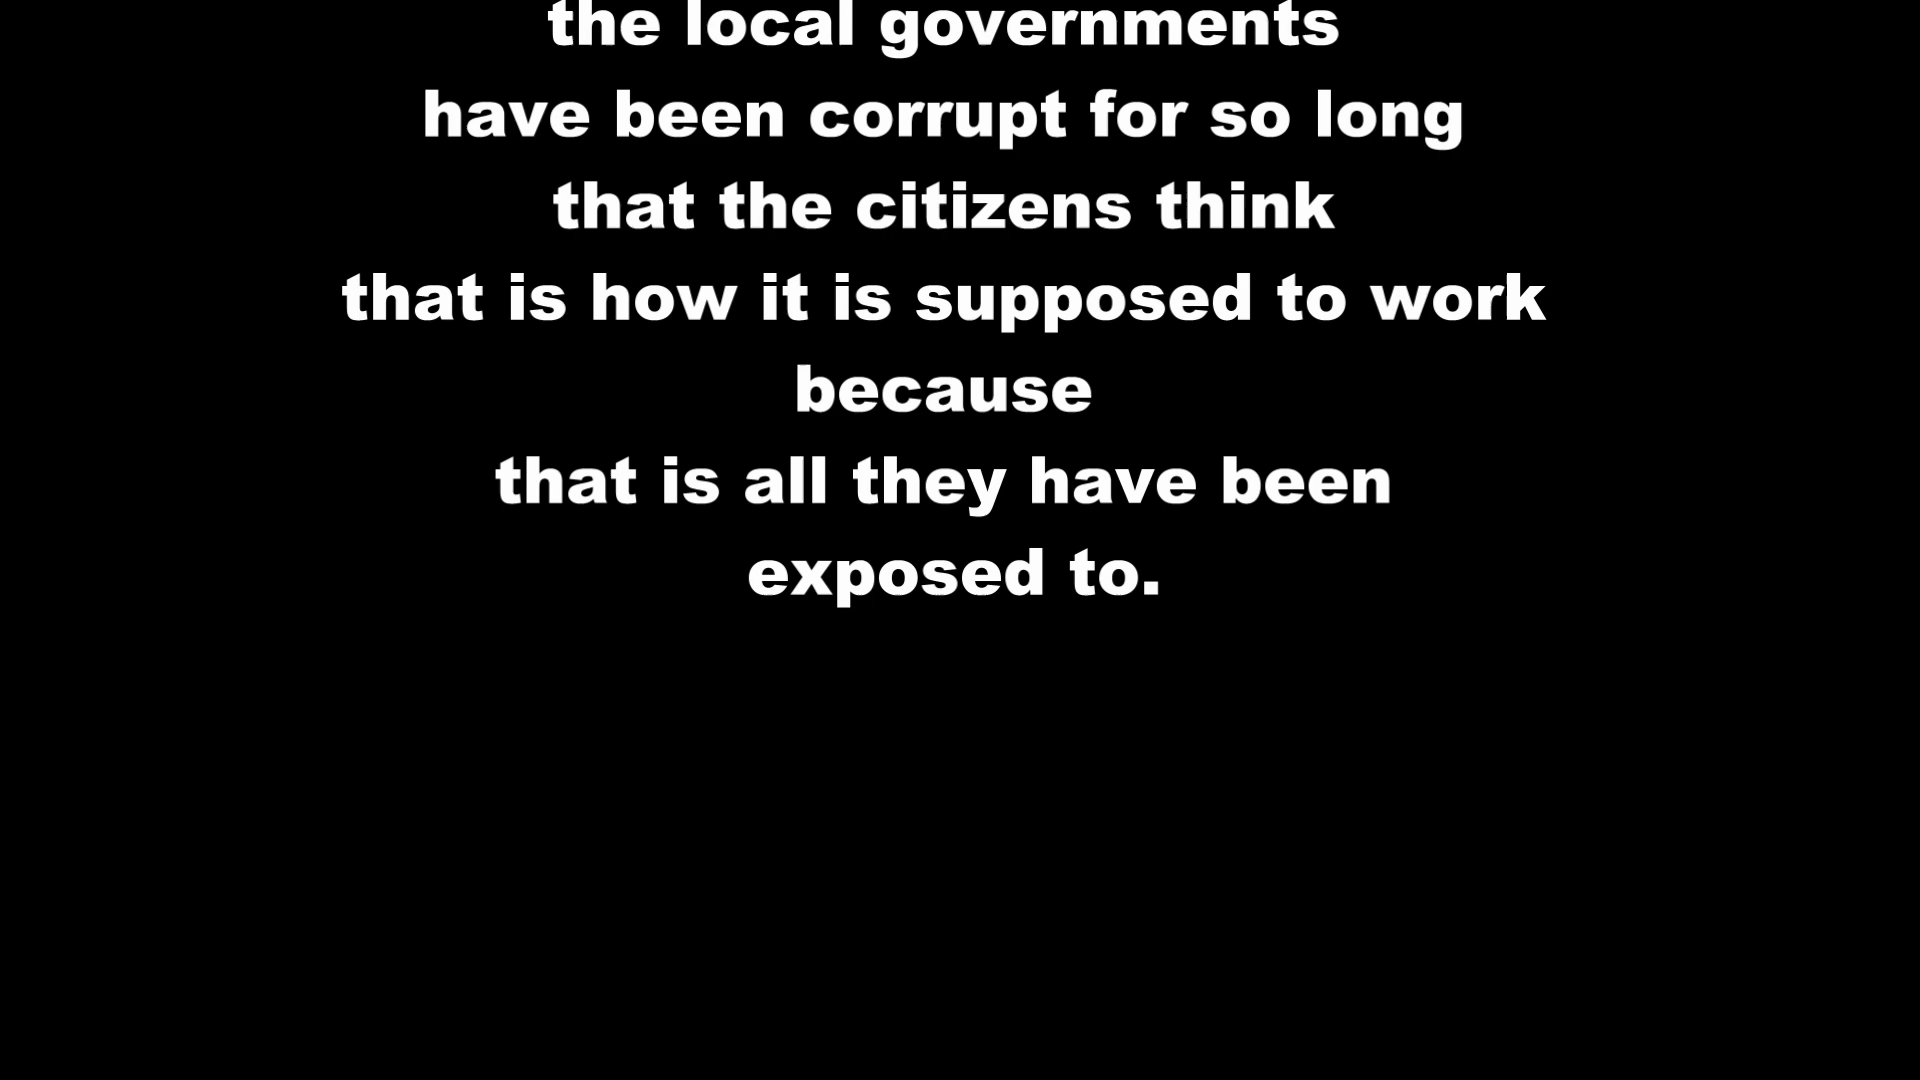 the local governments
have been corrupt for so long
that the citizens think
that is how it is supposed to work
because
that is all they have been
exposed to.